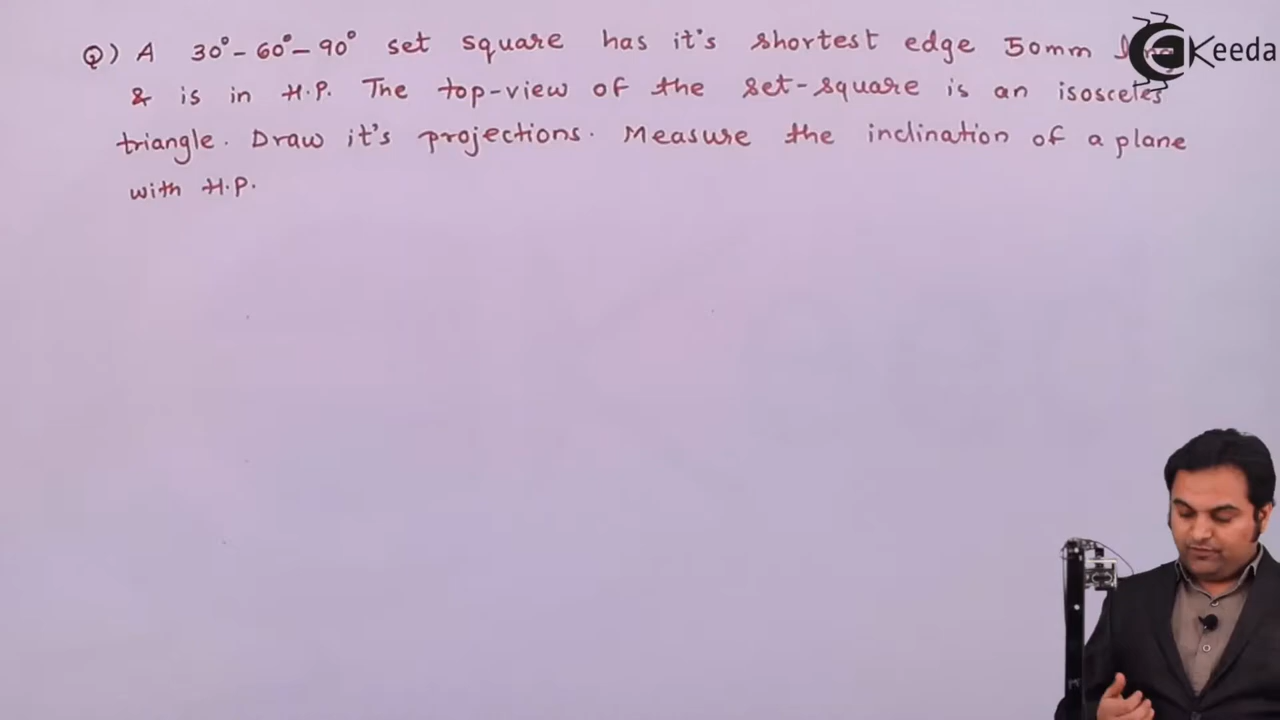 Q) A 30°- 60°- 90° set square has it's shortest edge 50mm
& is in H.P. The top-view of the set-square is an isosceles
triangle. Draw it's projections. Measure the inclination of a plane
with H.P.
Keeda